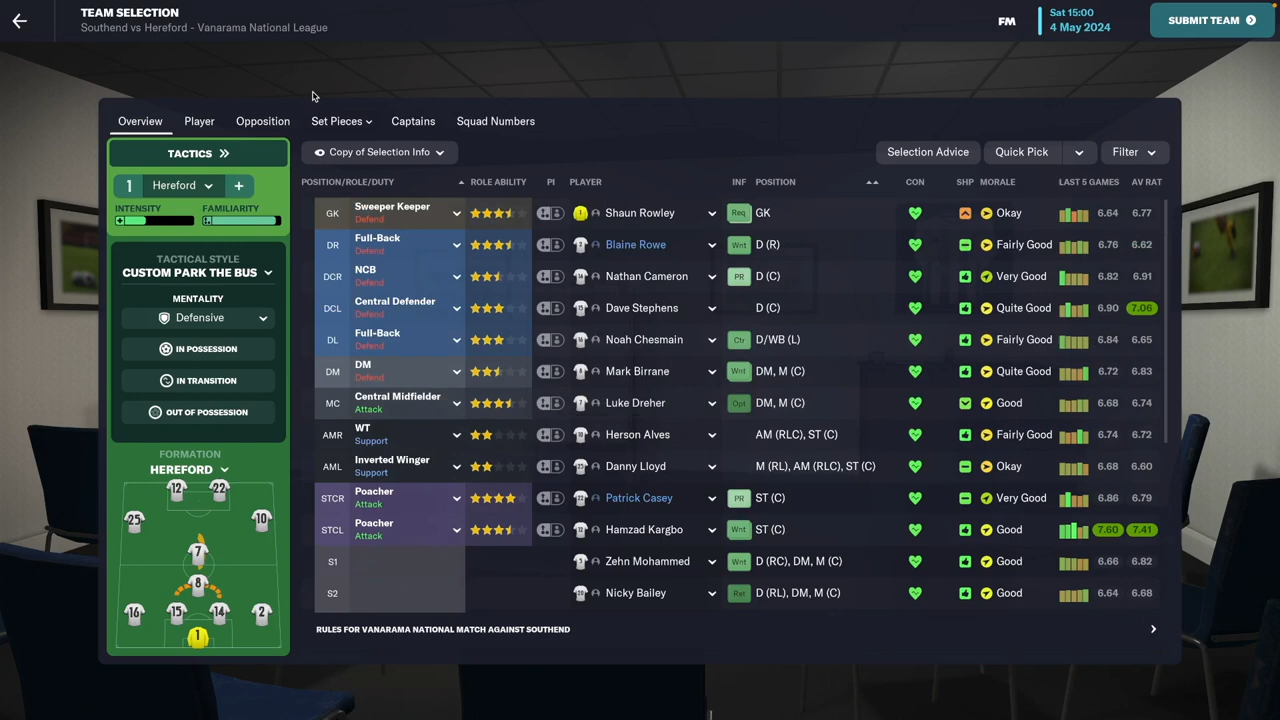 TEAM SELECTION
Southend vs Hereford - Vanarama National League
FM
Sat 15:00
4 May 2024
SUBMIT TEAM
Overview Player Opposition Set Pieces Captains Squad Numbers
TACTICS
Copy of Selection Info Selection Advice Quick Pick Filter
1 Hereford +
INTENSITY FAMILIARITY
TACTICAL STYLE
CUSTOM PARK THE BUS
MENTALITY
Defensive
IN POSSESSION
IN TRANSITION
OUT OF POSSESSION
FORMATION
HEREFORD
12 22
25 10
7
8
16 15 14 2
1
POSITION/ROLE/DUTY ROLE ABILITY PI PLAYER INF POSITION CON SHP MORALE LAST 5 GAMES AV RAT
GK Sweeper Keeper Defend Shaun Rowley Req GK Okay 6.64 6.77
DR Full-Back Defend Blaine Rowe Wnt D (R) Fairly Good 6.76 6.62
DCR NCB Defend Nathan Cameron PR D (C) Very Good 6.82 6.91
DCL Central Defender Defend Dave Stephens D (C) Quite Good 6.90 7.06
DL Full-Back Defend Noah Chesmain Ctr D/WB (L) Fairly Good 6.84 6.65
DM DM Defend Mark Birrane Wnt DM, M (C) Quite Good 6.72 6.83
MC Central Midfielder Attack Luke Dreher Opt DM, M (C) Good 6.68 6.74
AMR WT Support Herson Alves AM (RLC), ST (C) Fairly Good 6.74 6.72
AML Inverted Winger Support Danny Lloyd M (RL), AM (RLC), ST (C) Okay 6.68 6.60
STCR Poacher Attack Patrick Casey PR ST (C) Very Good 6.86 6.79
STCL Poacher Attack Hamzad Kargbo Wnt ST (C) Good 7.60 7.41
S1 Zehn Mohammed Wnt D (RC), DM, M (C) Good 6.66 6.82
S2 Nicky Bailey Ret D (RL), DM, M (C) Good 6.64 6.68
RULES FOR VANARAMA NATIONAL MATCH AGAINST SOUTHEND